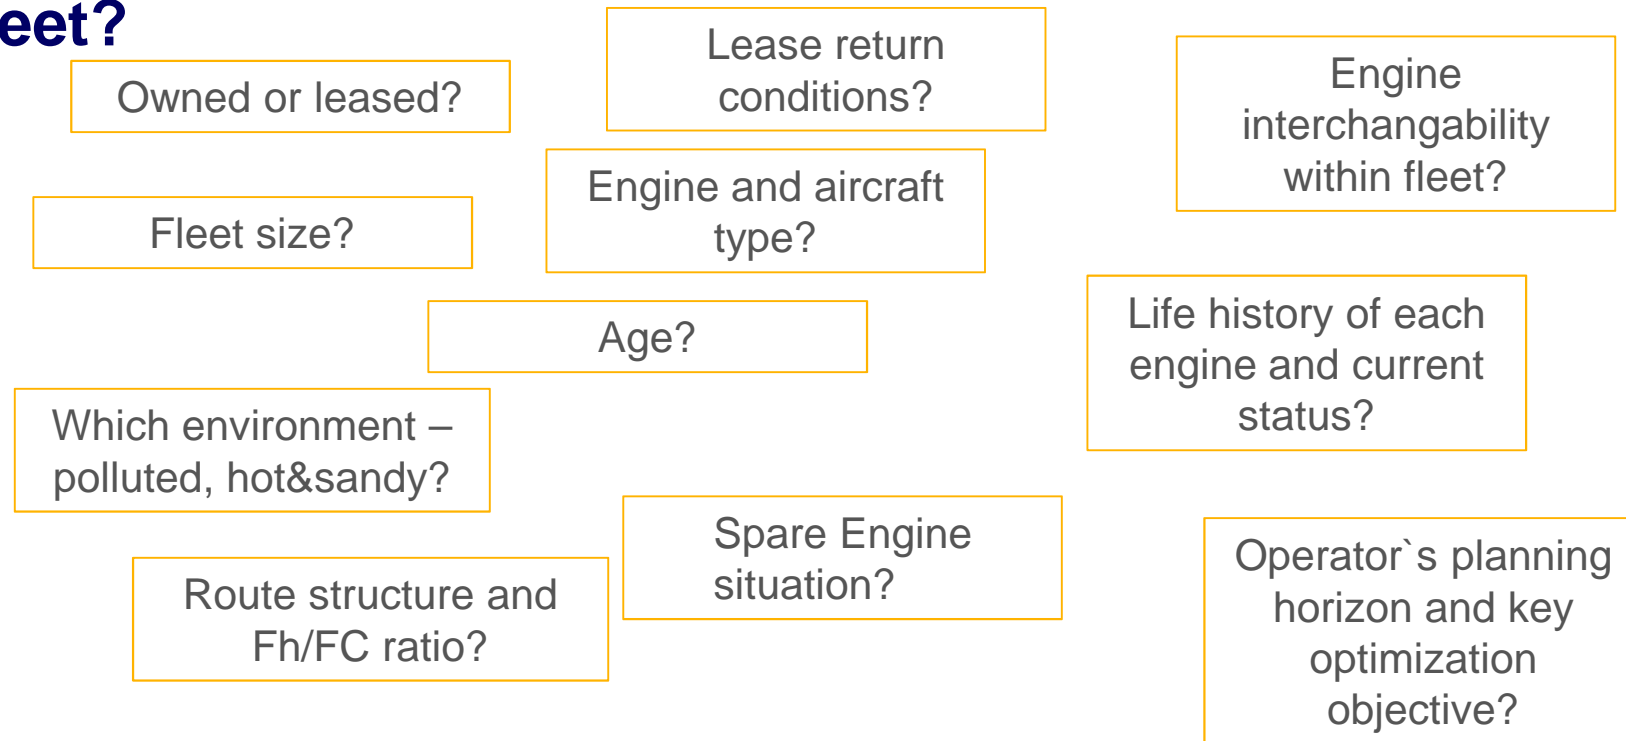 eet?
Owned or leased?
Lease return
conditions?
Engine
interchangability
within fleet?
Engine and aircraft
type?
Fleet size?
Age?
Life history of each
engine and current
status?
Which environment –
polluted, hot&sandy?
Spare Engine
situation?
Route structure and
Fh/FC ratio?
Operator`s planning
horizon and key
optimization
objective?